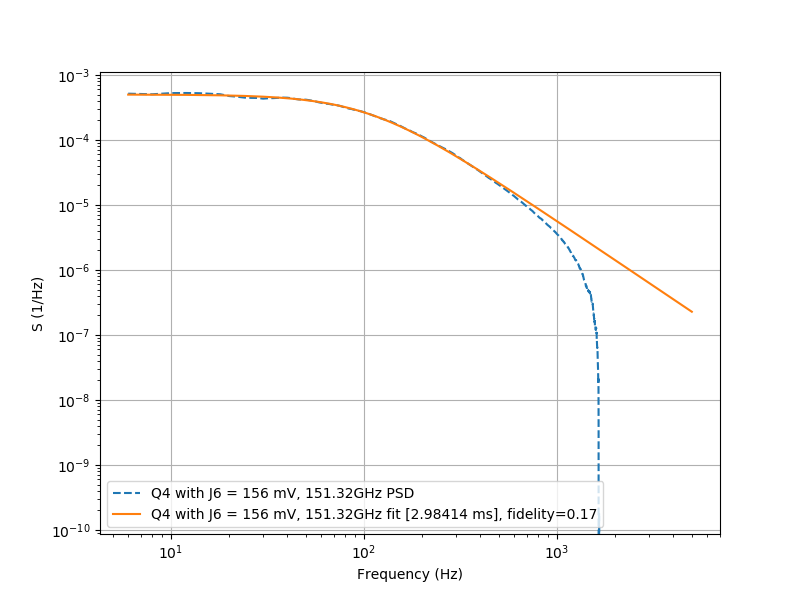 10⁻³
10⁻⁴
10⁻⁵
10⁻⁶
10⁻⁷
10⁻⁸
10⁻⁹
10⁻¹⁰
S (1/Hz)
Q4 with J6 = 156 mV, 151.32GHz PSD
Q4 with J6 = 156 mV, 151.32GHz fit [2.98414 ms], fidelity=0.17
10¹ 10² 10³
Frequency (Hz)